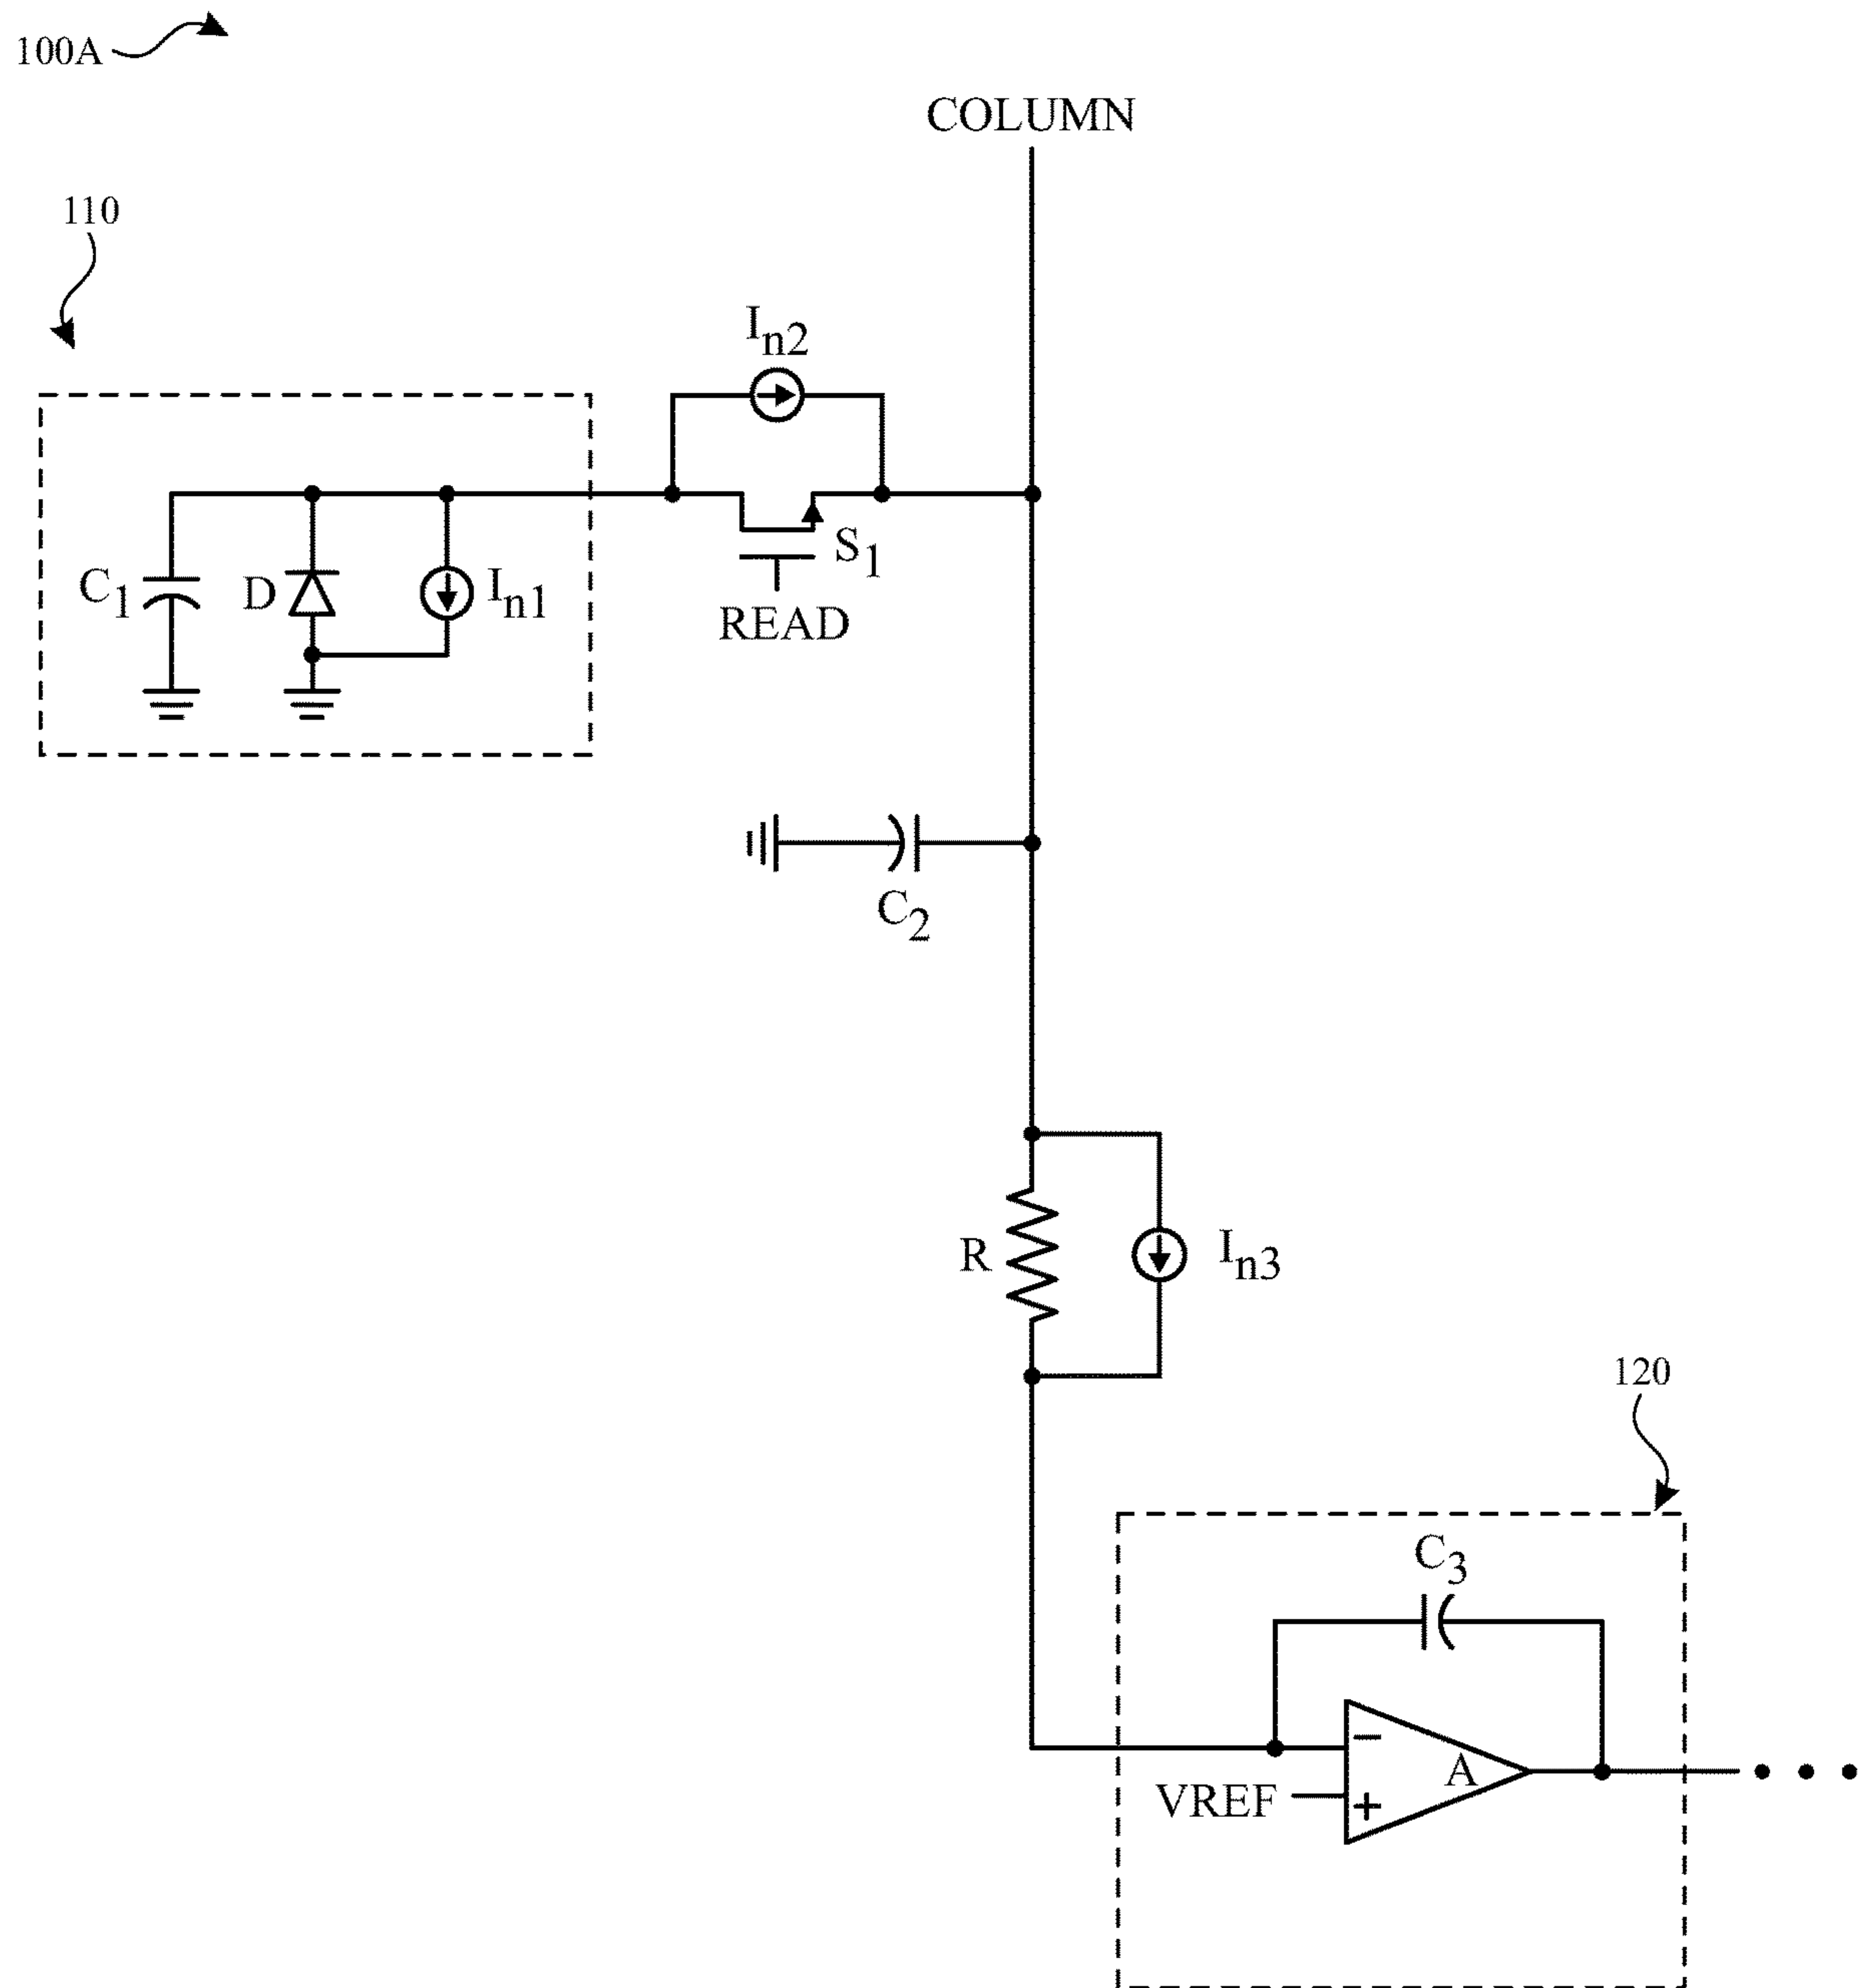 100A
COLUMN
110
Iₙ₂
C₁
D
Iₙ₁
S₁
READ
C₂
R
Iₙ₃
120
C₃
−
A
VREF
+